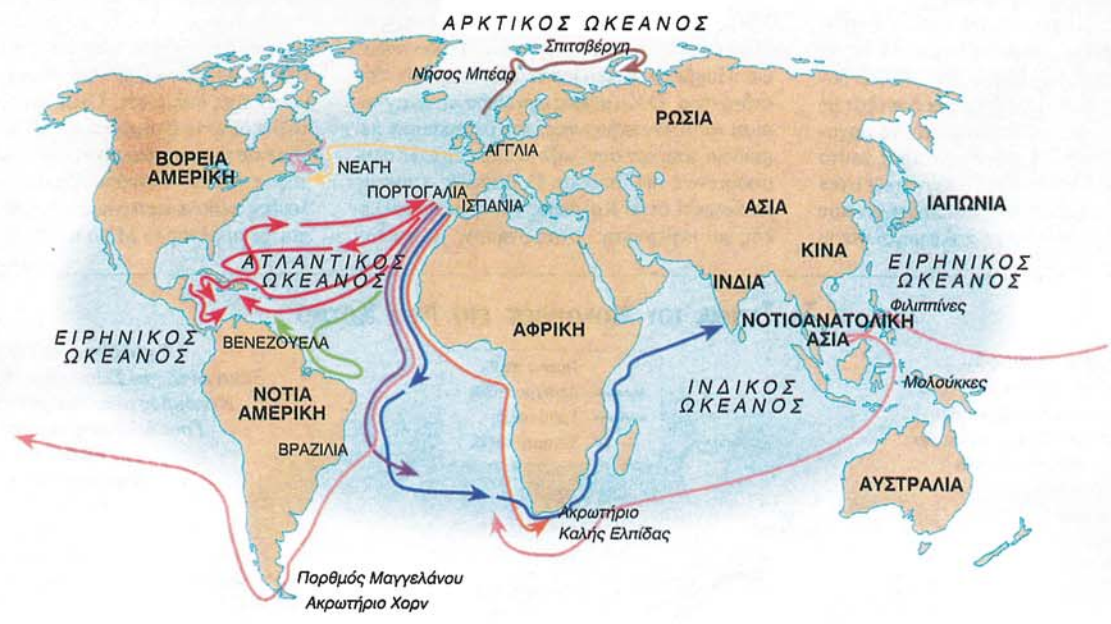 ΑΡΚΤΙΚΟΣ ΩΚΕΑΝΟΣ
Σπιτσβέργη
Νήσος Μπέαρ
ΡΩΣΙΑ
ΑΓΓΛΙΑ
ΒΟΡΕΙΑ
ΑΜΕΡΙΚΗ
ΝΕΑ ΓΗ
ΠΟΡΤΟΓΑΛΙΑ
ΙΣΠΑΝΙΑ
ΑΣΙΑ
ΙΑΠΩΝΙΑ
ΚΙΝΑ
ΑΤΛΑΝΤΙΚΟΣ
ΩΚΕΑΝΟΣ
ΕΙΡΗΝΙΚΟΣ
ΩΚΕΑΝΟΣ
ΙΝΔΙΑ
Φιλιππίνες
ΝΟΤΙΟΑΝΑΤΟΛΙΚΗ
ΑΣΙΑ
ΑΦΡΙΚΗ
ΕΙΡΗΝΙΚΟΣ
ΩΚΕΑΝΟΣ
ΒΕΝΕΖΟΥΕΛΑ
Μολούκκες
ΙΝΔΙΚΟΣ
ΩΚΕΑΝΟΣ
ΝΟΤΙΑ
ΑΜΕΡΙΚΗ
ΒΡΑΖΙΛΙΑ
ΑΥΣΤΡΑΛΙΑ
Ακρωτήριο
Καλής Ελπίδας
Πορθμός Μαγγελάνου
Ακρωτήριο Χορν